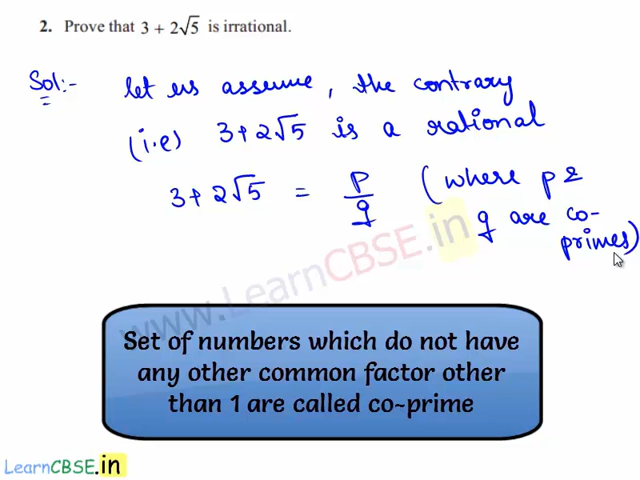 2. Prove that 3 + 2√5 is irrational.
Sol:- let us assume, the contrary
(i.e) 3+2√5 is a rational
3+2√5 = p/q (where p &
q are co-
primes)
www.LearnCBSE.in
Set of numbers which do not have
any other common factor other
than 1 are called co-prime
LearnCBSE.in